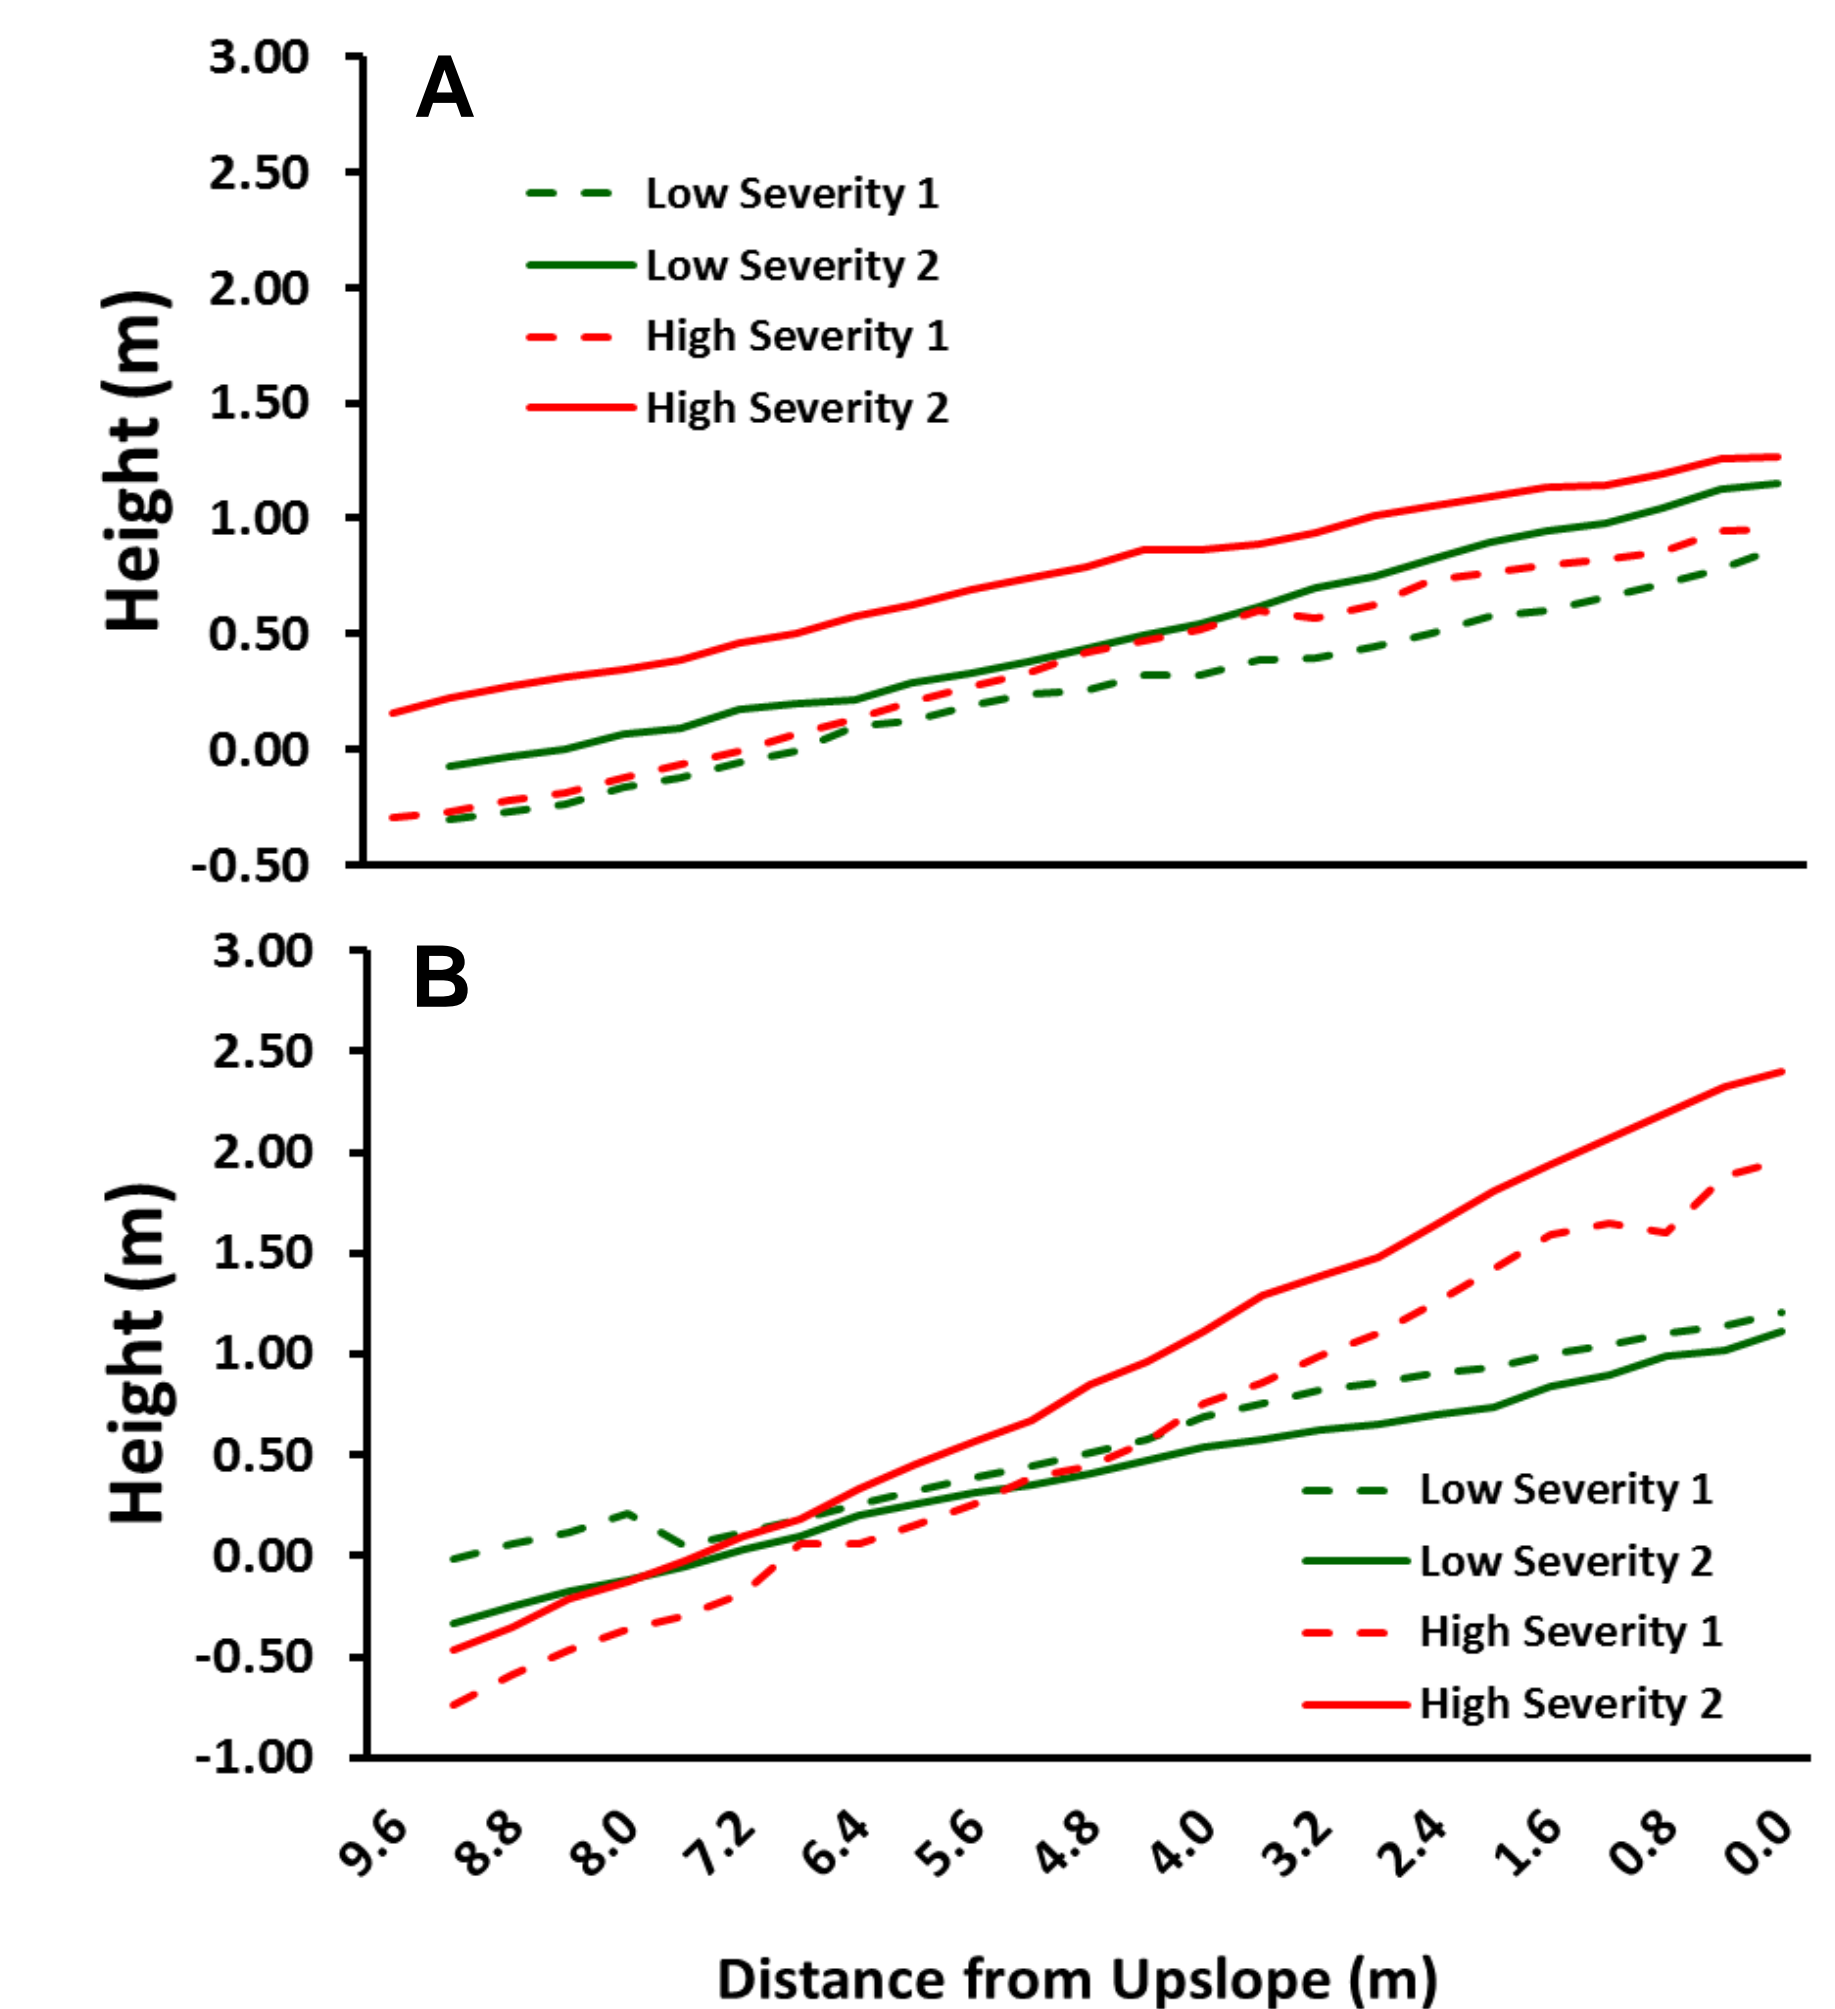 A
3.00
2.50
2.00
1.50
1.00
0.50
0.00
-0.50
Height (m)
Low Severity 1
Low Severity 2
High Severity 1
High Severity 2
B
3.00
2.50
2.00
1.50
1.00
0.50
0.00
-0.50
-1.00
Height (m)
Low Severity 1
Low Severity 2
High Severity 1
High Severity 2
9.6 8.8 8.0 7.2 6.4 5.6 4.8 4.0 3.2 2.4 1.6 0.8 0.0
Distance from Upslope (m)